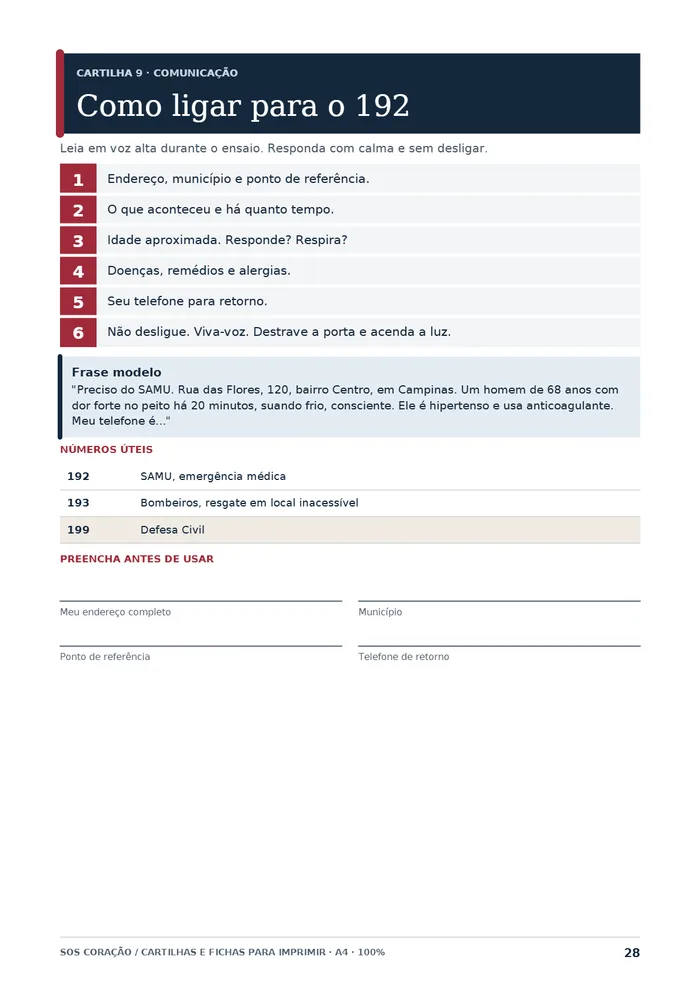 CARTILHA 9 · COMUNICAÇÃO
Como ligar para o 192
Leia em voz alta durante o ensaio. Responda com calma e sem desligar.
1 Endereço, município e ponto de referência.
2 O que aconteceu e há quanto tempo.
3 Idade aproximada. Responde? Respira?
4 Doenças, remédios e alergias.
5 Seu telefone para retorno.
6 Não desligue. Viva-voz. Destrave a porta e acenda a luz.
Frase modelo
"Preciso do SAMU. Rua das Flores, 120, bairro Centro, em Campinas. Um homem de 68 anos com
dor forte no peito há 20 minutos, suando frio, consciente. Ele é hipertenso e usa anticoagulante.
Meu telefone é..."
NÚMEROS ÚTEIS
192 SAMU, emergência médica
193 Bombeiros, resgate em local inacessível
199 Defesa Civil
PREENCHA ANTES DE USAR
Meu endereço completo Município
Ponto de referência Telefone de retorno
SOS CORAÇÃO / CARTILHAS E FICHAS PARA IMPRIMIR · A4 · 100% 28